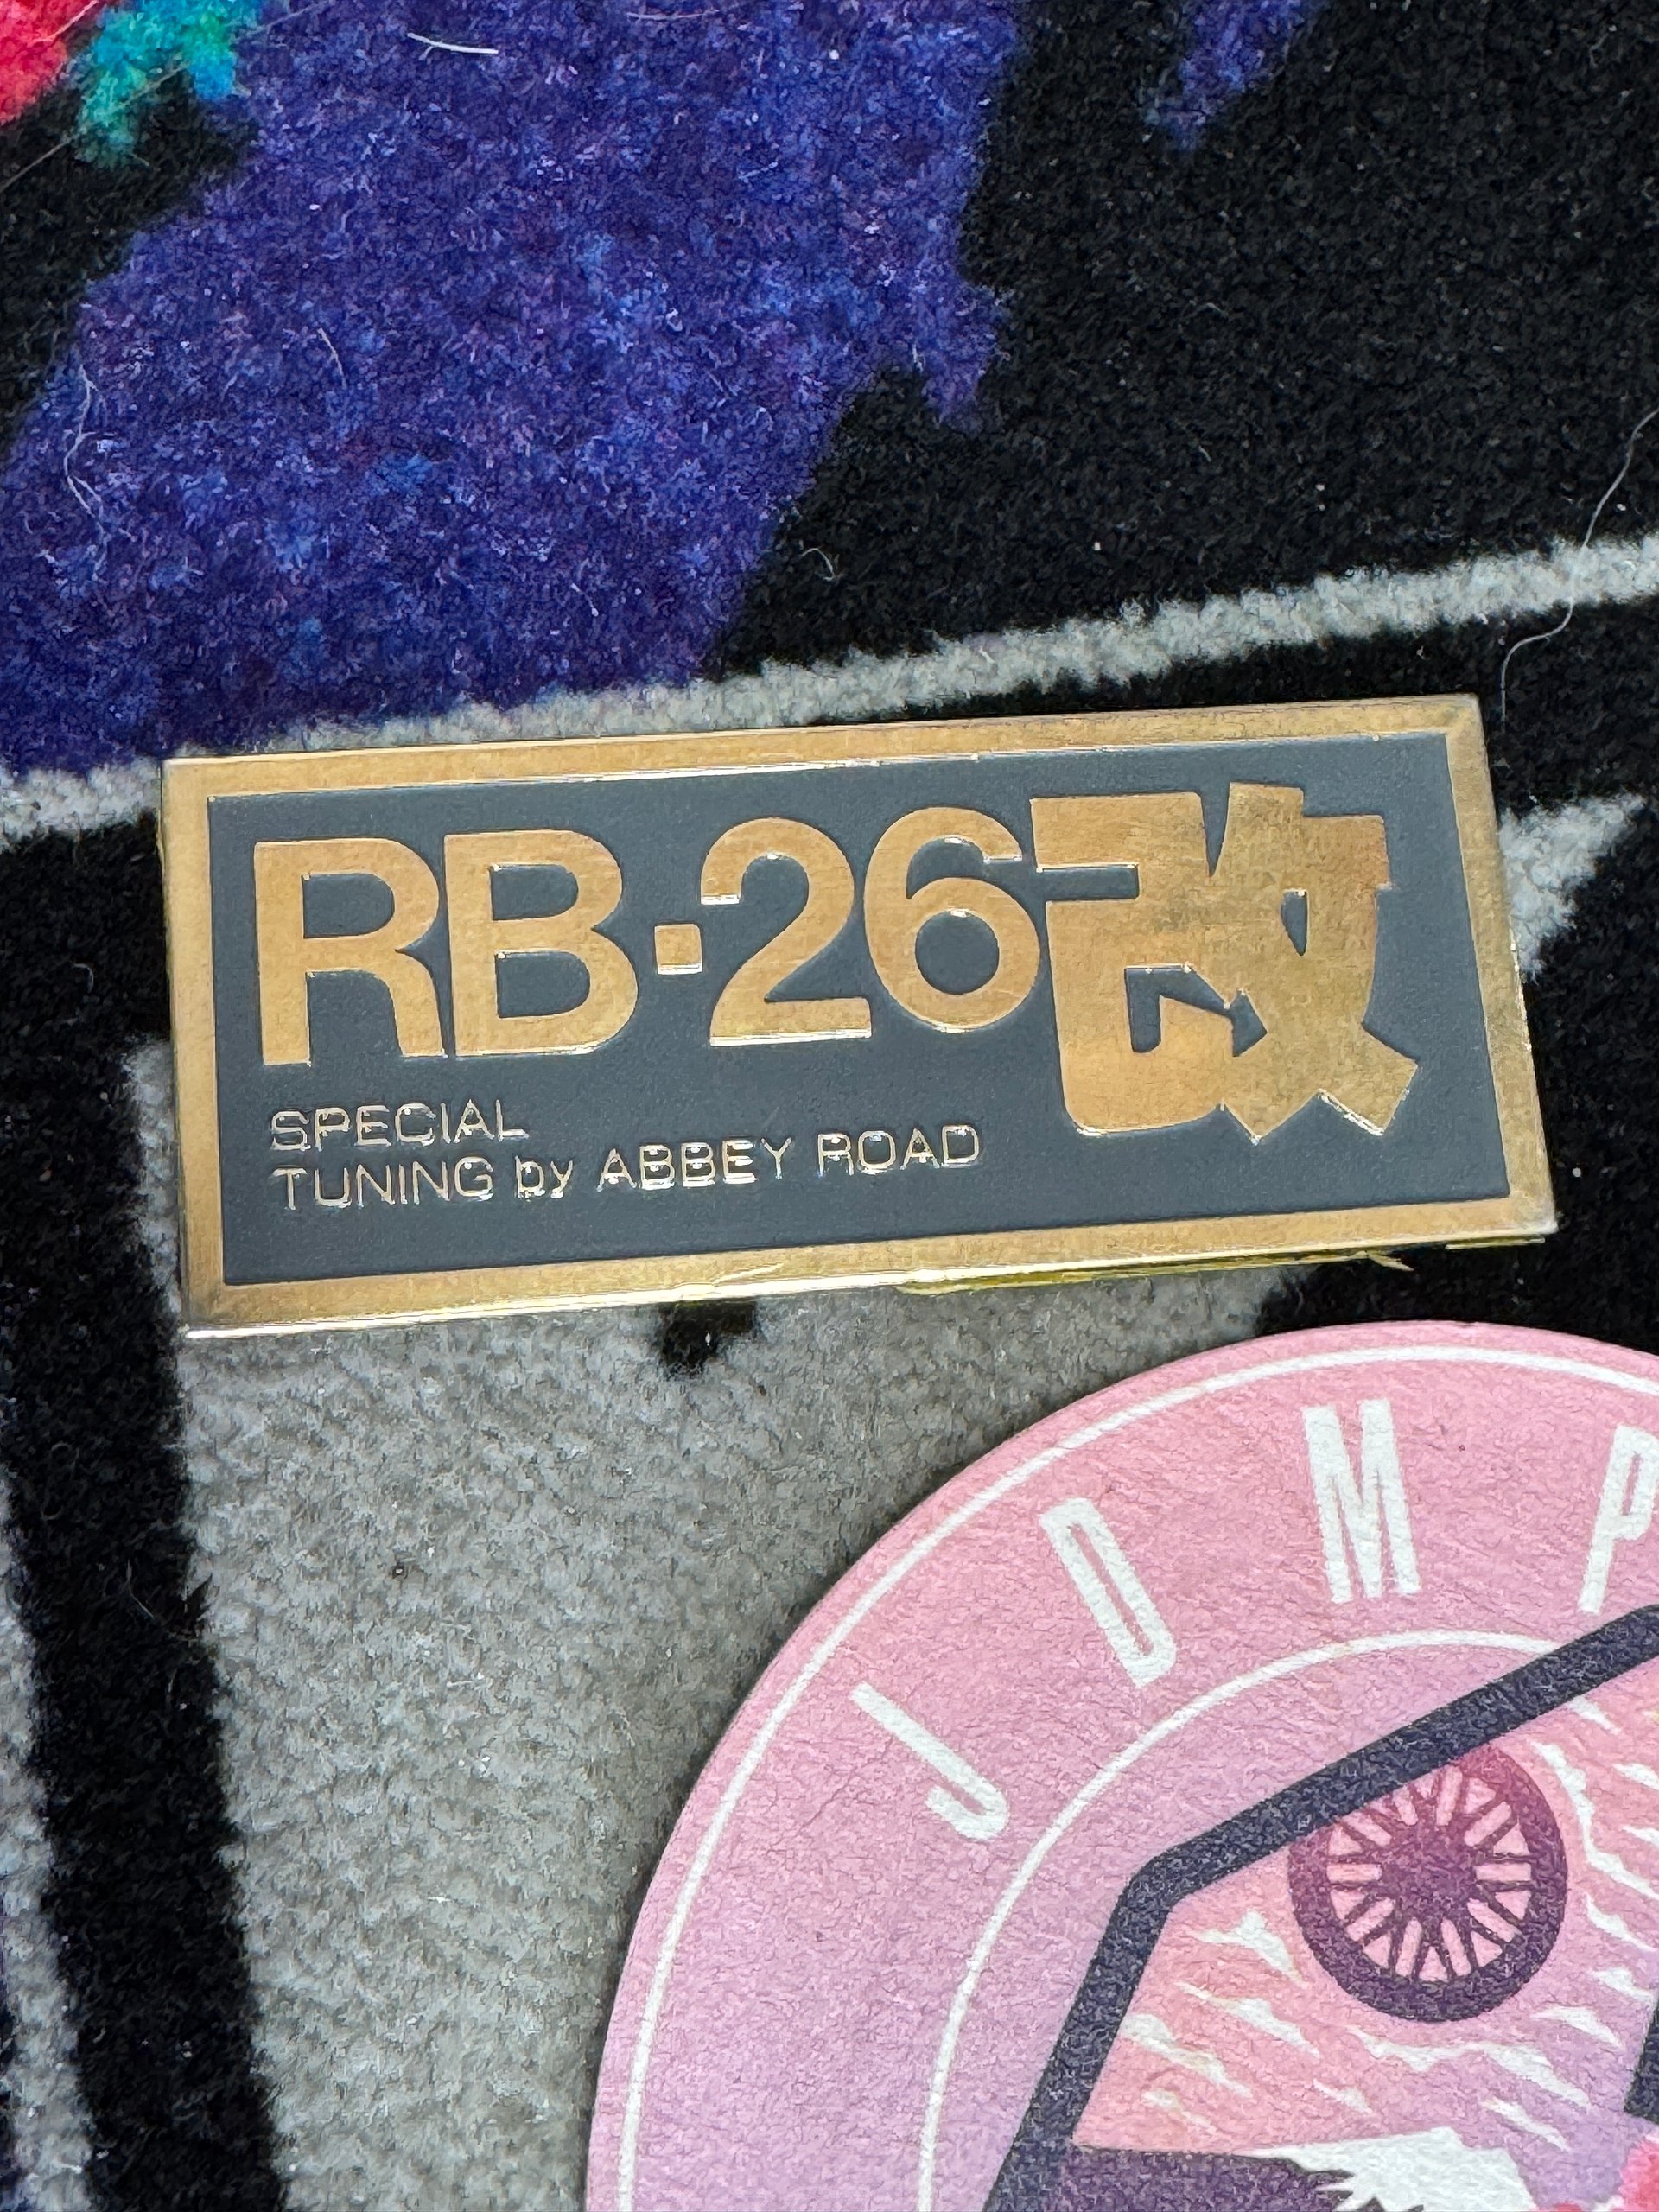 RB·26改
SPECIAL
TUNING by ABBEY ROAD
JDMP